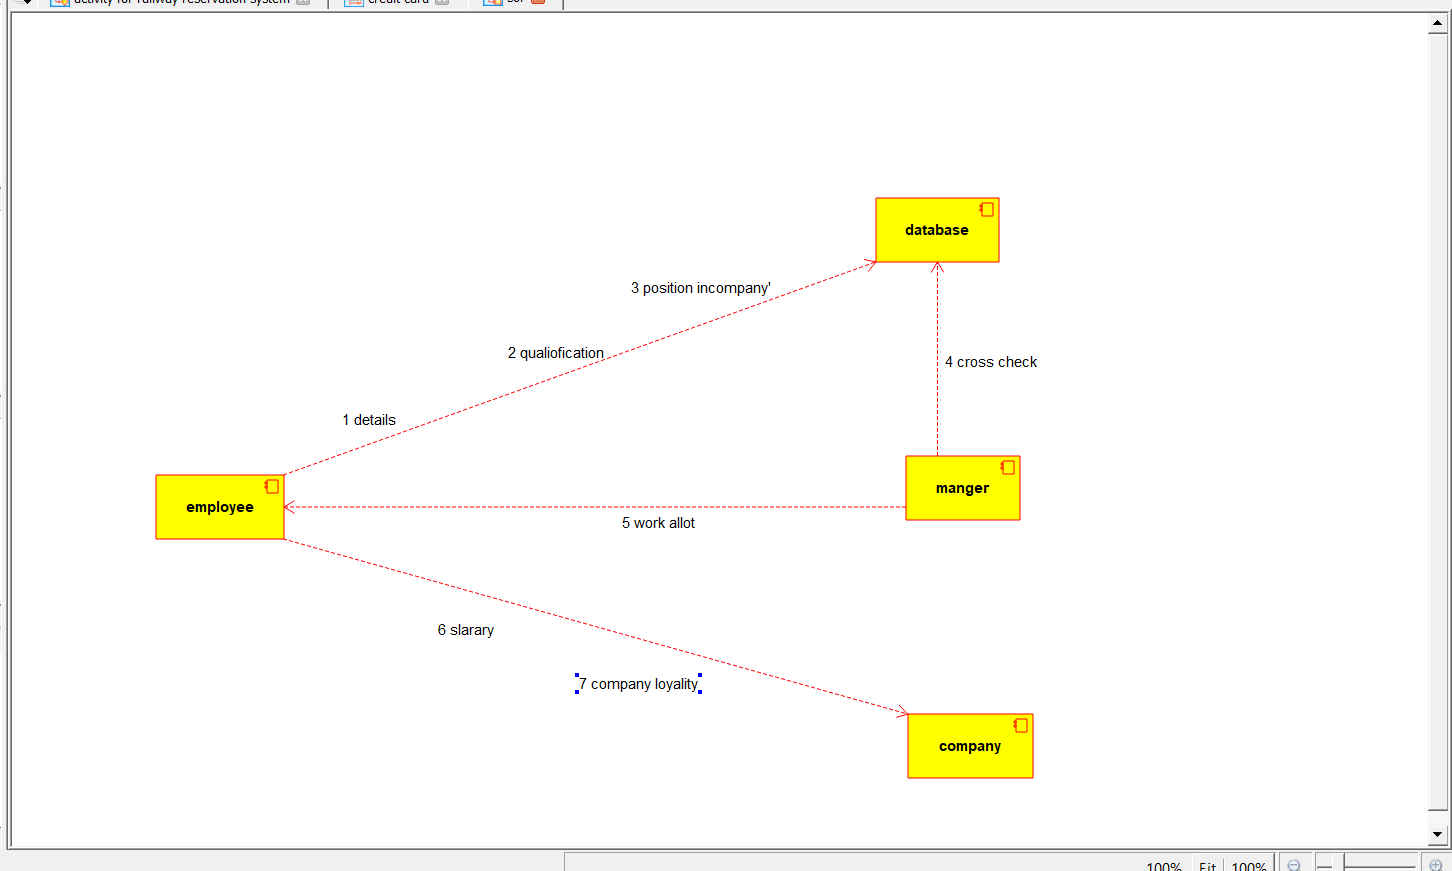 activity for railway reservation system
credit card
database
3 position incompany'
2 qualiofication
4 cross check
1 details
manger
employee
5 work allot
6 slarary
7 company loyality
company
100%
Fit
100%